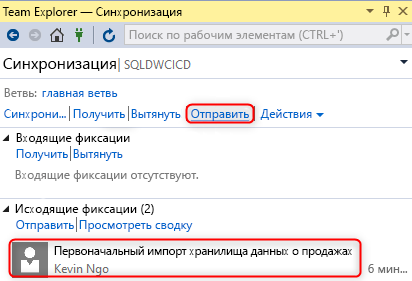 Team Explorer — Синхронизация
Поиск по рабочим элементам (CTRL+')
Синхронизация | SQLDWCICD
Ветвь: главная ветвь
Синхрони... | Получить | Вытянуть | Отправить | Действия
Входящие фиксации
Получить | Вытянуть
Входящие фиксации отсутствуют.
Исходящие фиксации (2)
Отправить | Просмотреть сводку
Первоначальный импорт хранилища данных о продажах
Kevin Ngo 6 мин...